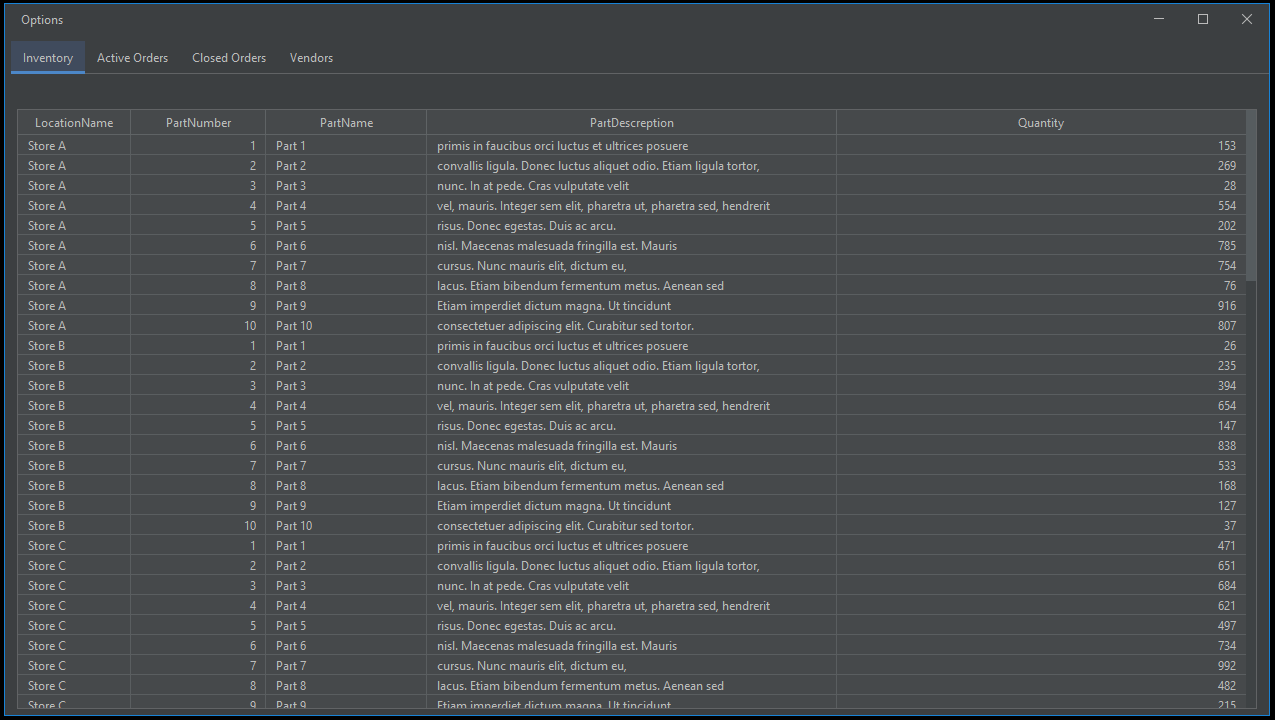 Options
Inventory Active Orders Closed Orders Vendors
LocationName PartNumber PartName PartDescreption Quantity
Store A 1 Part 1 primis in faucibus orci luctus et ultrices posuere 153
Store A 2 Part 2 convallis ligula. Donec luctus aliquet odio. Etiam ligula tortor, 269
Store A 3 Part 3 nunc. In at pede. Cras vulputate velit 28
Store A 4 Part 4 vel, mauris. Integer sem elit, pharetra ut, pharetra sed, hendrerit 554
Store A 5 Part 5 risus. Donec egestas. Duis ac arcu. 202
Store A 6 Part 6 nisl. Maecenas malesuada fringilla est. Mauris 785
Store A 7 Part 7 cursus. Nunc mauris elit, dictum eu, 754
Store A 8 Part 8 lacus. Etiam bibendum fermentum metus. Aenean sed 76
Store A 9 Part 9 Etiam imperdiet dictum magna. Ut tincidunt 916
Store A 10 Part 10 consectetuer adipiscing elit. Curabitur sed tortor. 807
Store B 1 Part 1 primis in faucibus orci luctus et ultrices posuere 26
Store B 2 Part 2 convallis ligula. Donec luctus aliquet odio. Etiam ligula tortor, 235
Store B 3 Part 3 nunc. In at pede. Cras vulputate velit 394
Store B 4 Part 4 vel, mauris. Integer sem elit, pharetra ut, pharetra sed, hendrerit 654
Store B 5 Part 5 risus. Donec egestas. Duis ac arcu. 147
Store B 6 Part 6 nisl. Maecenas malesuada fringilla est. Mauris 838
Store B 7 Part 7 cursus. Nunc mauris elit, dictum eu, 533
Store B 8 Part 8 lacus. Etiam bibendum fermentum metus. Aenean sed 168
Store B 9 Part 9 Etiam imperdiet dictum magna. Ut tincidunt 127
Store B 10 Part 10 consectetuer adipiscing elit. Curabitur sed tortor. 37
Store C 1 Part 1 primis in faucibus orci luctus et ultrices posuere 471
Store C 2 Part 2 convallis ligula. Donec luctus aliquet odio. Etiam ligula tortor, 651
Store C 3 Part 3 nunc. In at pede. Cras vulputate velit 684
Store C 4 Part 4 vel, mauris. Integer sem elit, pharetra ut, pharetra sed, hendrerit 621
Store C 5 Part 5 risus. Donec egestas. Duis ac arcu. 497
Store C 6 Part 6 nisl. Maecenas malesuada fringilla est. Mauris 734
Store C 7 Part 7 cursus. Nunc mauris elit, dictum eu, 992
Store C 8 Part 8 lacus. Etiam bibendum fermentum metus. Aenean sed 482
Store C 9 Part 9 Etiam imperdiet dictum magna. Ut tincidunt 215